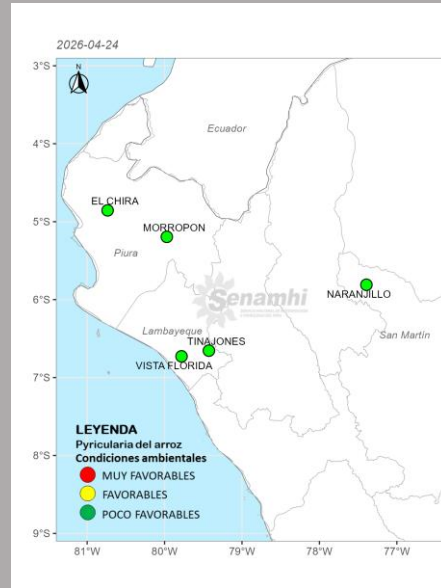 2026-04-24
N
3°S
4°S
5°S
6°S
7°S
8°S
9°S
Ecuador
EL CHIRA
MORROPON
Piura
Senamhi
NARANJILLO
San Martín
Lambayeque
TINAJONES
VISTA FLORIDA
LEYENDA
Pyricularia del arroz
Condiciones ambientales
MUY FAVORABLES
FAVORABLES
POCO FAVORABLES
81°W
80°W
79°W
77°W
77°W